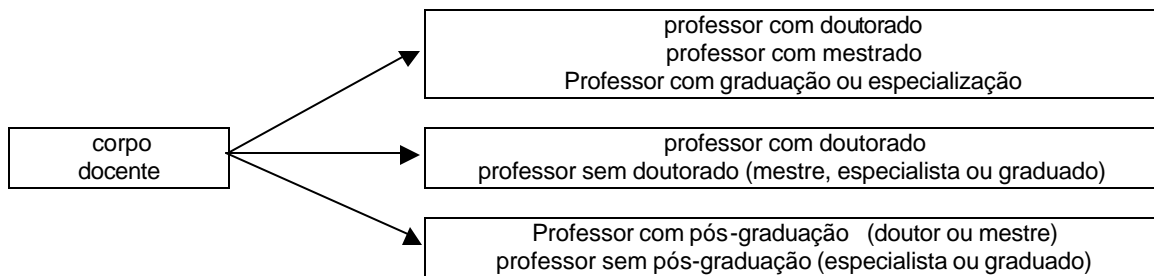 professor com doutorado
professor com mestrado
Professor com graduação ou especialização
corpo
docente
professor com doutorado
professor sem doutorado (mestre, especialista ou graduado)
Professor com pós-graduação (doutor ou mestre)
professor sem pós-graduação (especialista ou graduado)